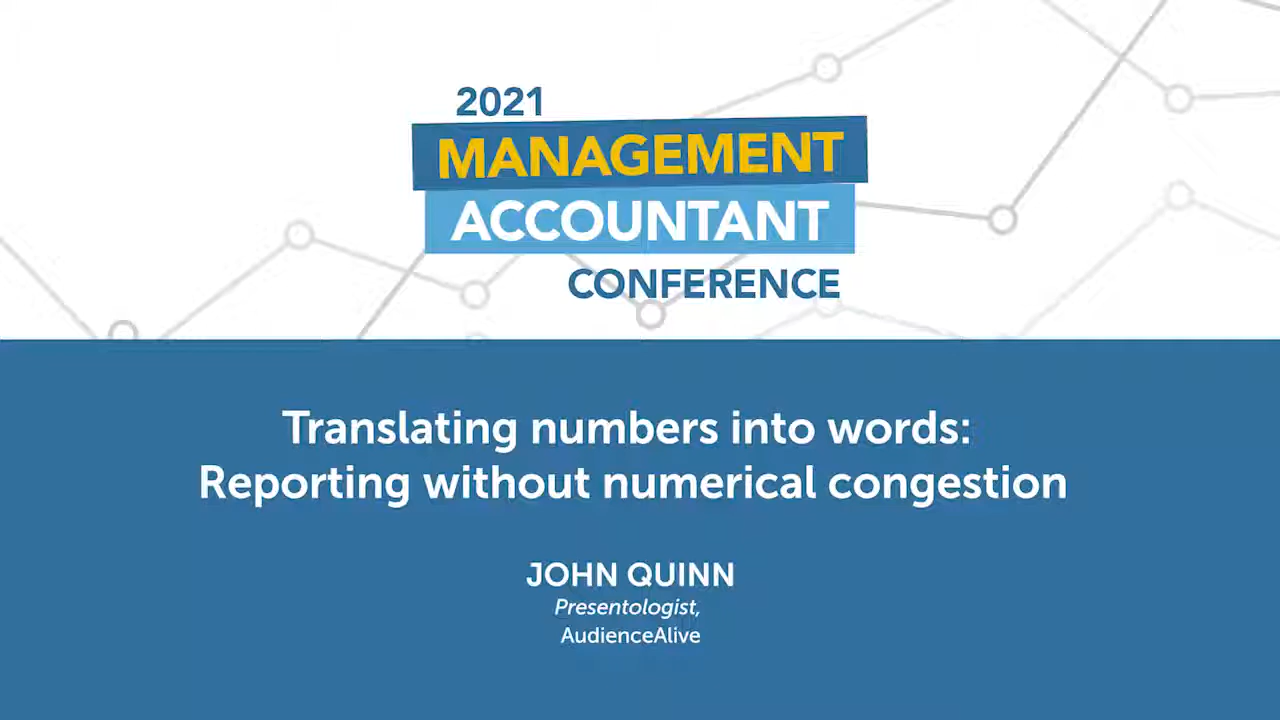 2021
MANAGEMENT
ACCOUNTANT
CONFERENCE
Translating numbers into words:
Reporting without numerical congestion
JOHN QUINN
Presentologist,
AudienceAlive